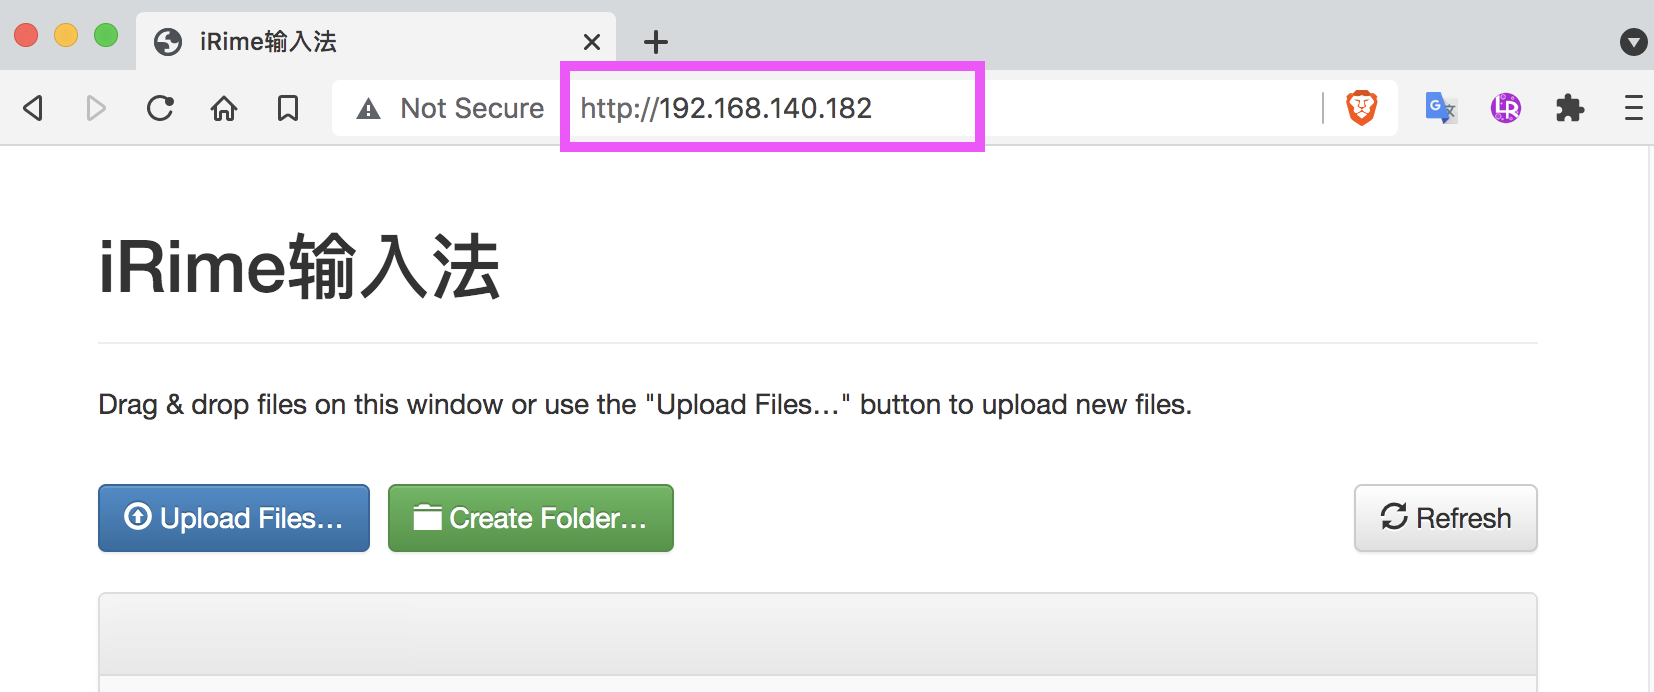 iRime输入法
Not Secure http://192.168.140.182
iRime输入法
Drag & drop files on this window or use the "Upload Files…" button to upload new files.
Upload Files… Create Folder… Refresh